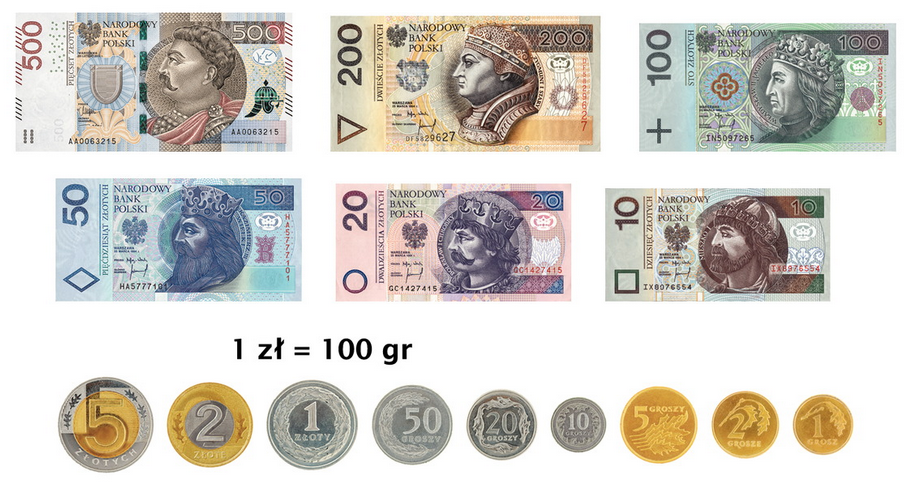 500
PIĘĆSET ZŁOTYCH
NARODOWY
BANK
POLSKI
500
AA0063215
AA0063215
200
DWIEŚCIE ZŁOTYCH
NARODOWY
BANK
POLSKI
200
DF5829627
100
STO ZŁOTYCH
NARODOWY
BANK
POLSKI
100
IN5097265
50
PIĘĆDZIESIĄT ZŁOTYCH
NARODOWY
BANK
POLSKI
50
HA5777101
HA5777101
20
DWADZIEŚCIA ZŁOTYCH
NARODOWY
BANK
POLSKI
20
GC1427415
GC1427415
10
DZIESIĘĆ ZŁOTYCH
NARODOWY
BANK
POLSKI
10
IX8976554
IX8076554
1 zł = 100 gr
5
ZŁOTYCH
2
ZŁOTE
1
ZŁOTY
50
GROSZY
20
GROSZY
10
GROSZY
5 GROSZY
2
GROSZE
1
GROSZ